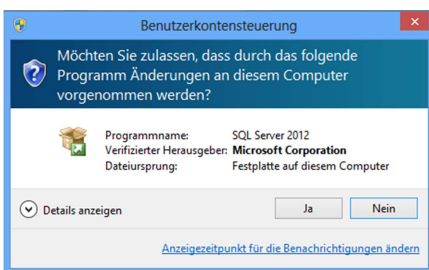 Benutzerkontensteuerung
Möchten Sie zulassen, dass durch das folgende
Programm Änderungen an diesem Computer
vorgenommen werden?
Programmname: SQL Server 2012
Verifizierter Herausgeber: Microsoft Corporation
Dateiursprung: Festplatte auf diesem Computer
Details anzeigen Ja Nein
Anzeigezeitpunkt für die Benachrichtigungen ändern